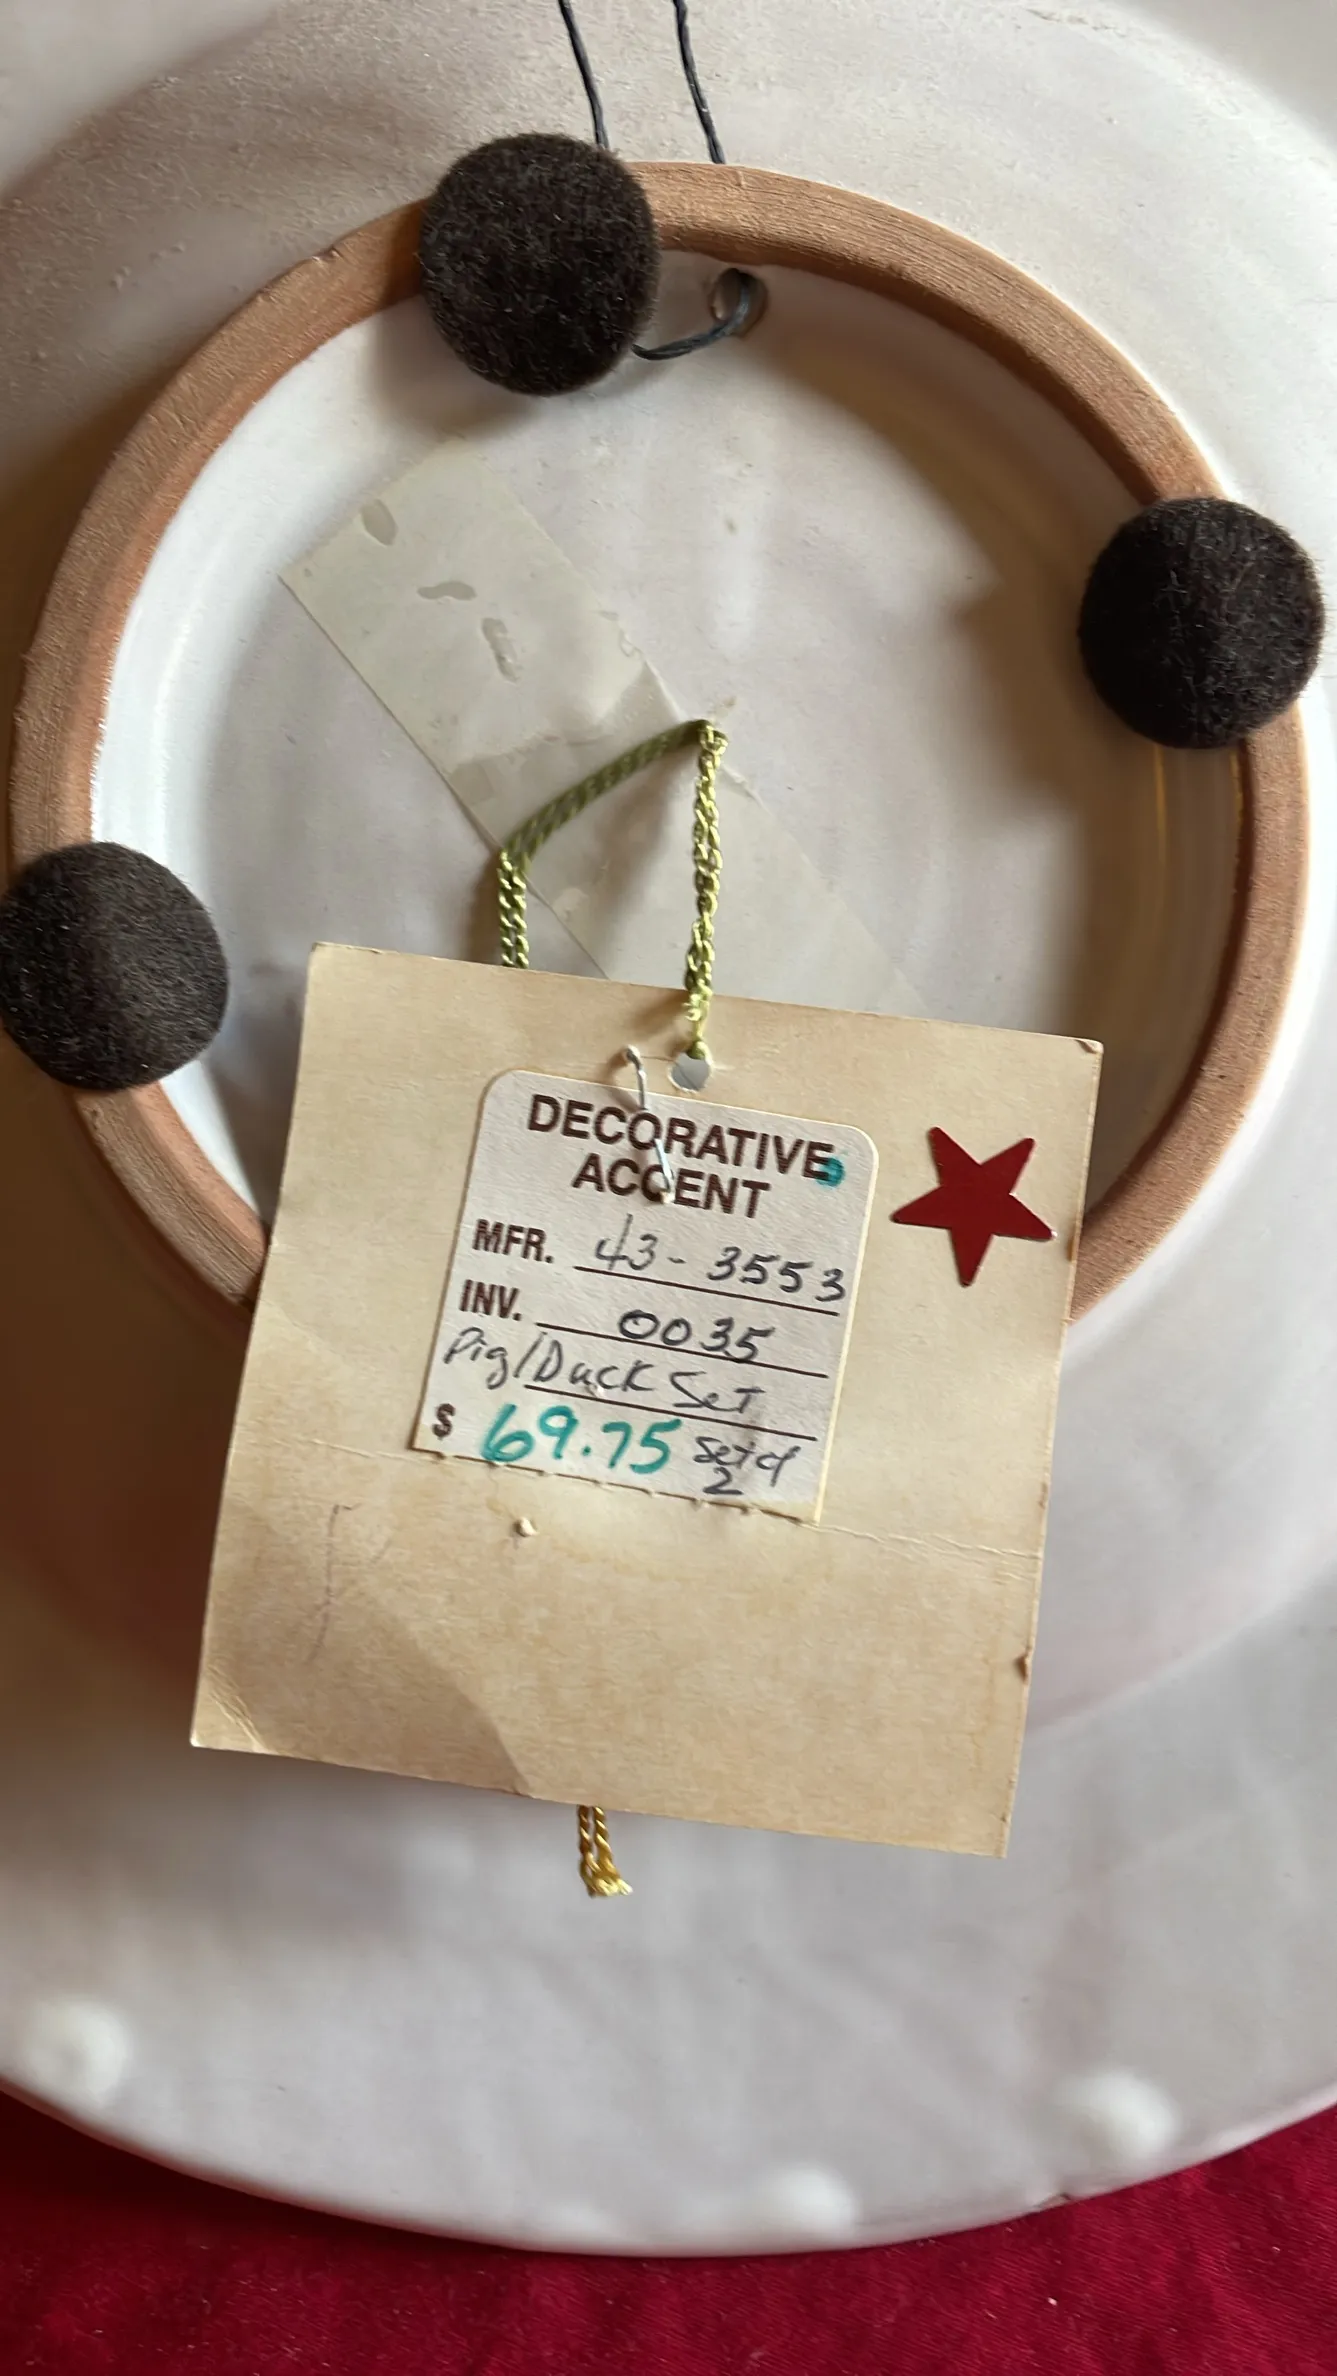 DECORATIVE
ACCENT
MFR. 43-3553
INV. 0035
Pig/Duck Set
$ 69.75 set of
2